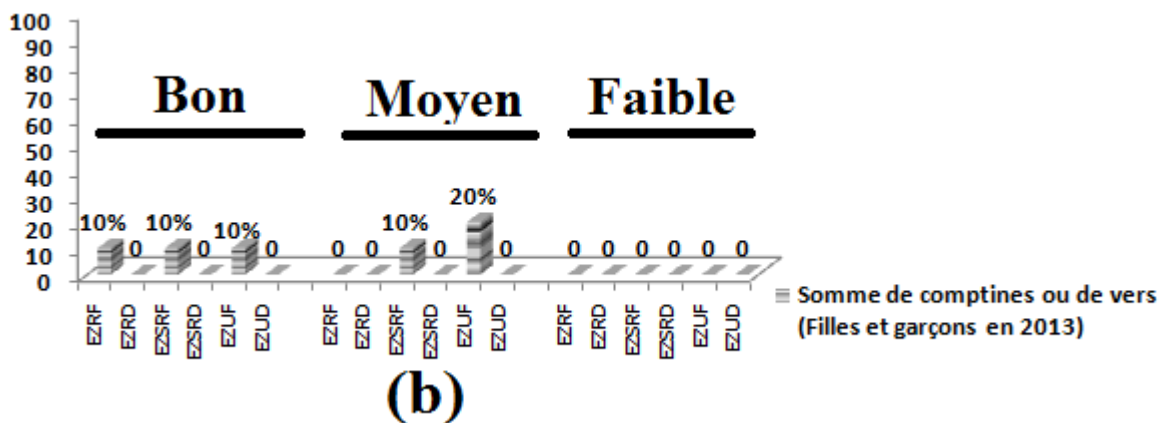 100
90
80
70
60
50
40
30
20
10
0
Bon Moyen Faible
10% 0 10% 0 10% 0 0 0 10% 0 20% 0 0 0 0 0 0 0
EZRF EZRD EZSRF EZSRD EZUF EZUD EZRF EZRD EZSRF EZSRD EZUF EZUD EZRF EZRD EZSRF EZSRD EZUF EZUD
Somme de comptines ou de vers
(Filles et garçons en 2013)
(b)